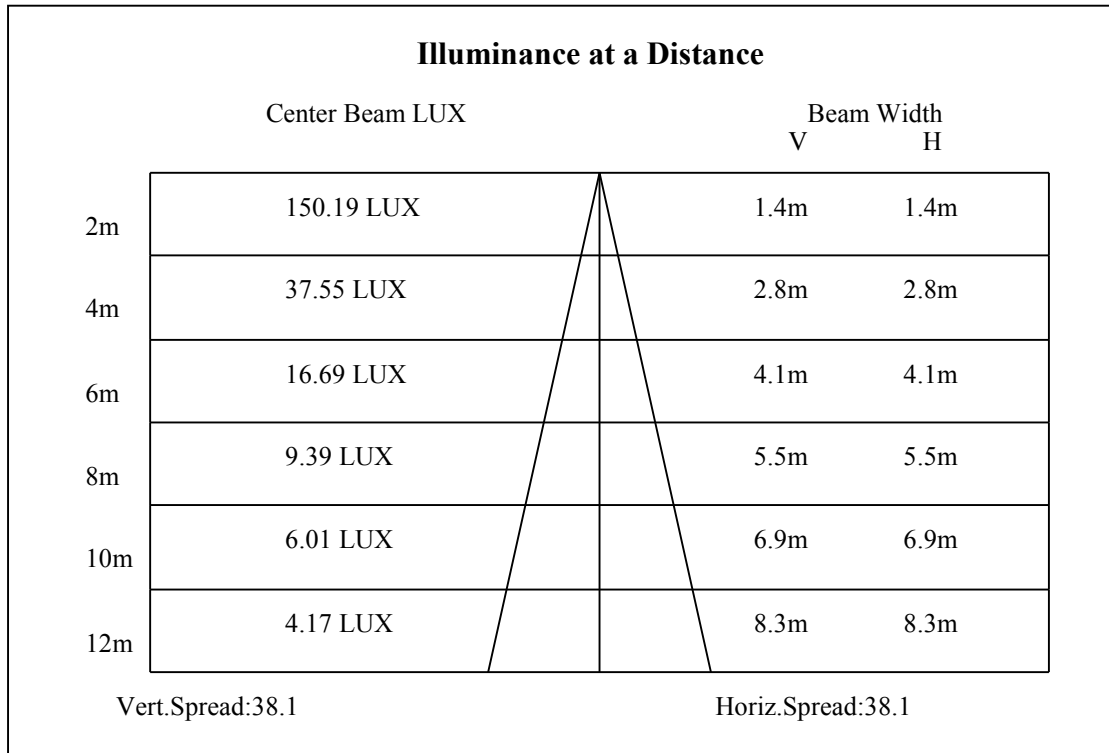 Illuminance at a Distance
Center Beam LUX Beam Width
V H
2m 150.19 LUX 1.4m 1.4m
4m 37.55 LUX 2.8m 2.8m
6m 16.69 LUX 4.1m 4.1m
8m 9.39 LUX 5.5m 5.5m
10m 6.01 LUX 6.9m 6.9m
12m 4.17 LUX 8.3m 8.3m
Vert.Spread:38.1 Horiz.Spread:38.1